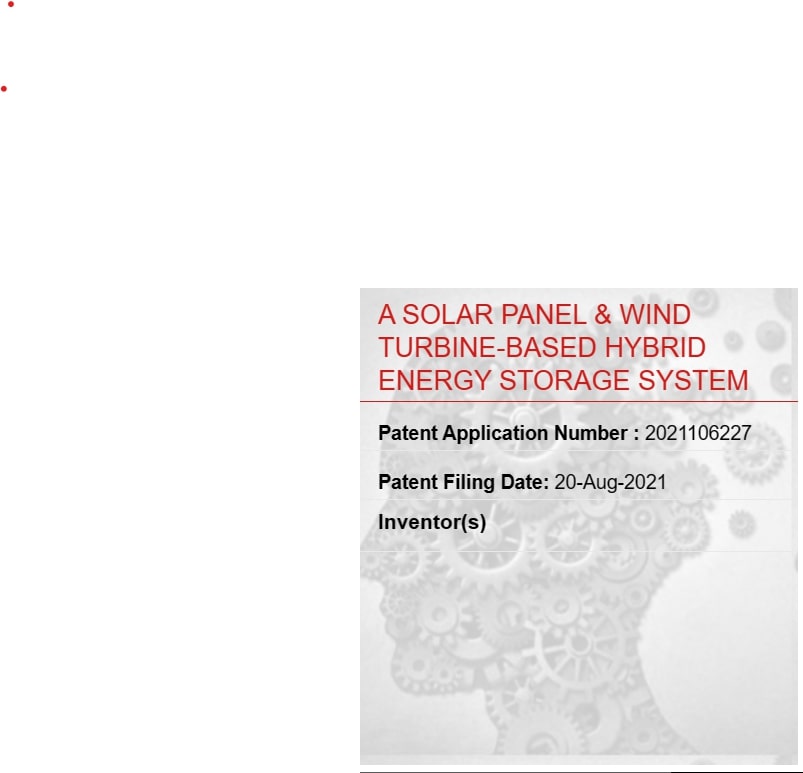 A SOLAR PANEL & WIND
TURBINE-BASED HYBRID
ENERGY STORAGE SYSTEM
Patent Application Number : 2021106227
Patent Filing Date: 20-Aug-2021
Inventor(s)